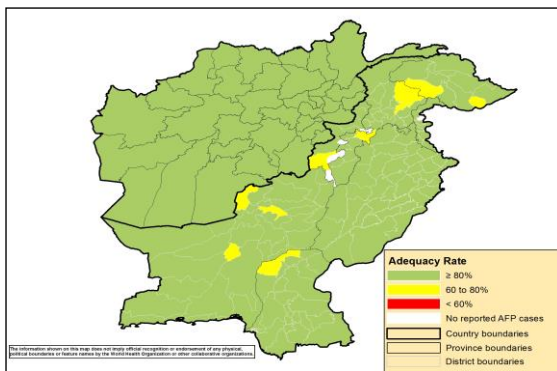 Adequacy Rate
≥ 80%
60 to 80%
< 60%
No reported AFP cases
Country boundaries
Province boundaries
District boundaries
The information shown on this map does not imply official recognition or endorsement of any physical,
political boundaries or feature names by the World Health Organization or other collaborative organizations.